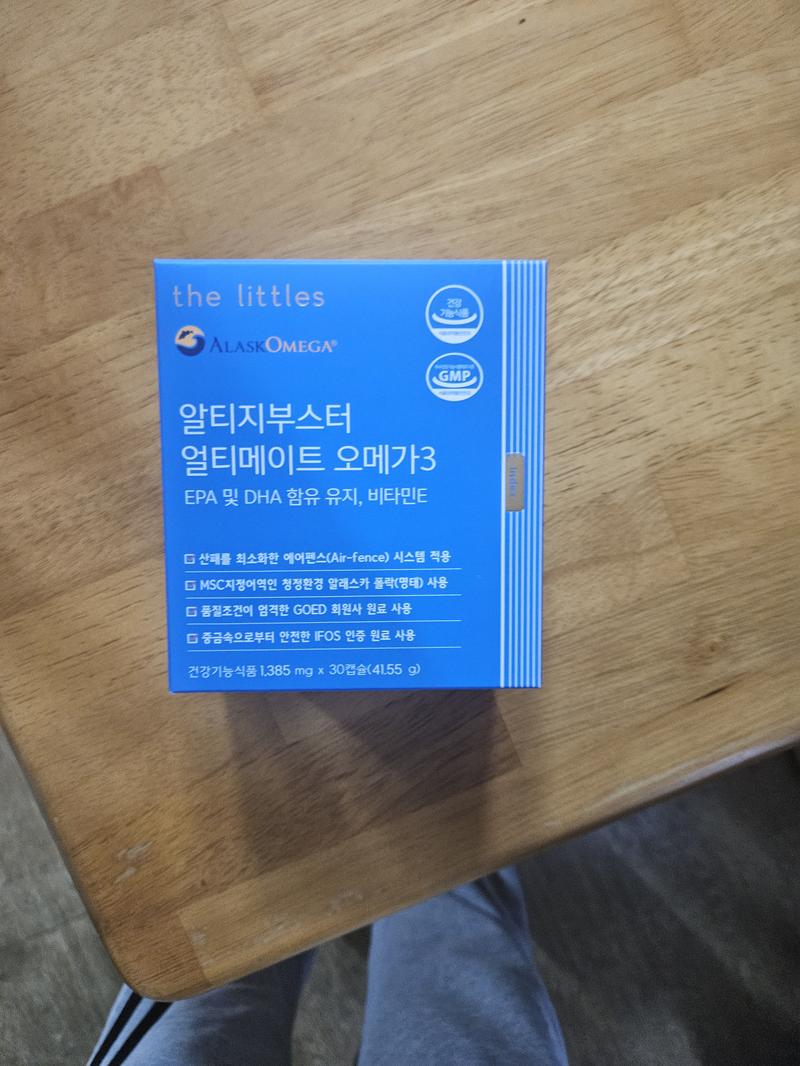 the littles
건강
기능식품
ALASKOMEGA®
GMP
알티지부스터
얼티메이트 오메가3
EPA 및 DHA 함유 유지, 비타민E
index
산패를 최소화한 에어펜스(Air-fence) 시스템 적용
MSC지정어역인 청정환경 알래스카 폴락(명태) 사용
품질조건이 엄격한 GOED 회원사 원료 사용
중금속으로부터 안전한 IFOS 인증 원료 사용
건강기능식품 1,385 mg x 30캡슐(41.55 g)